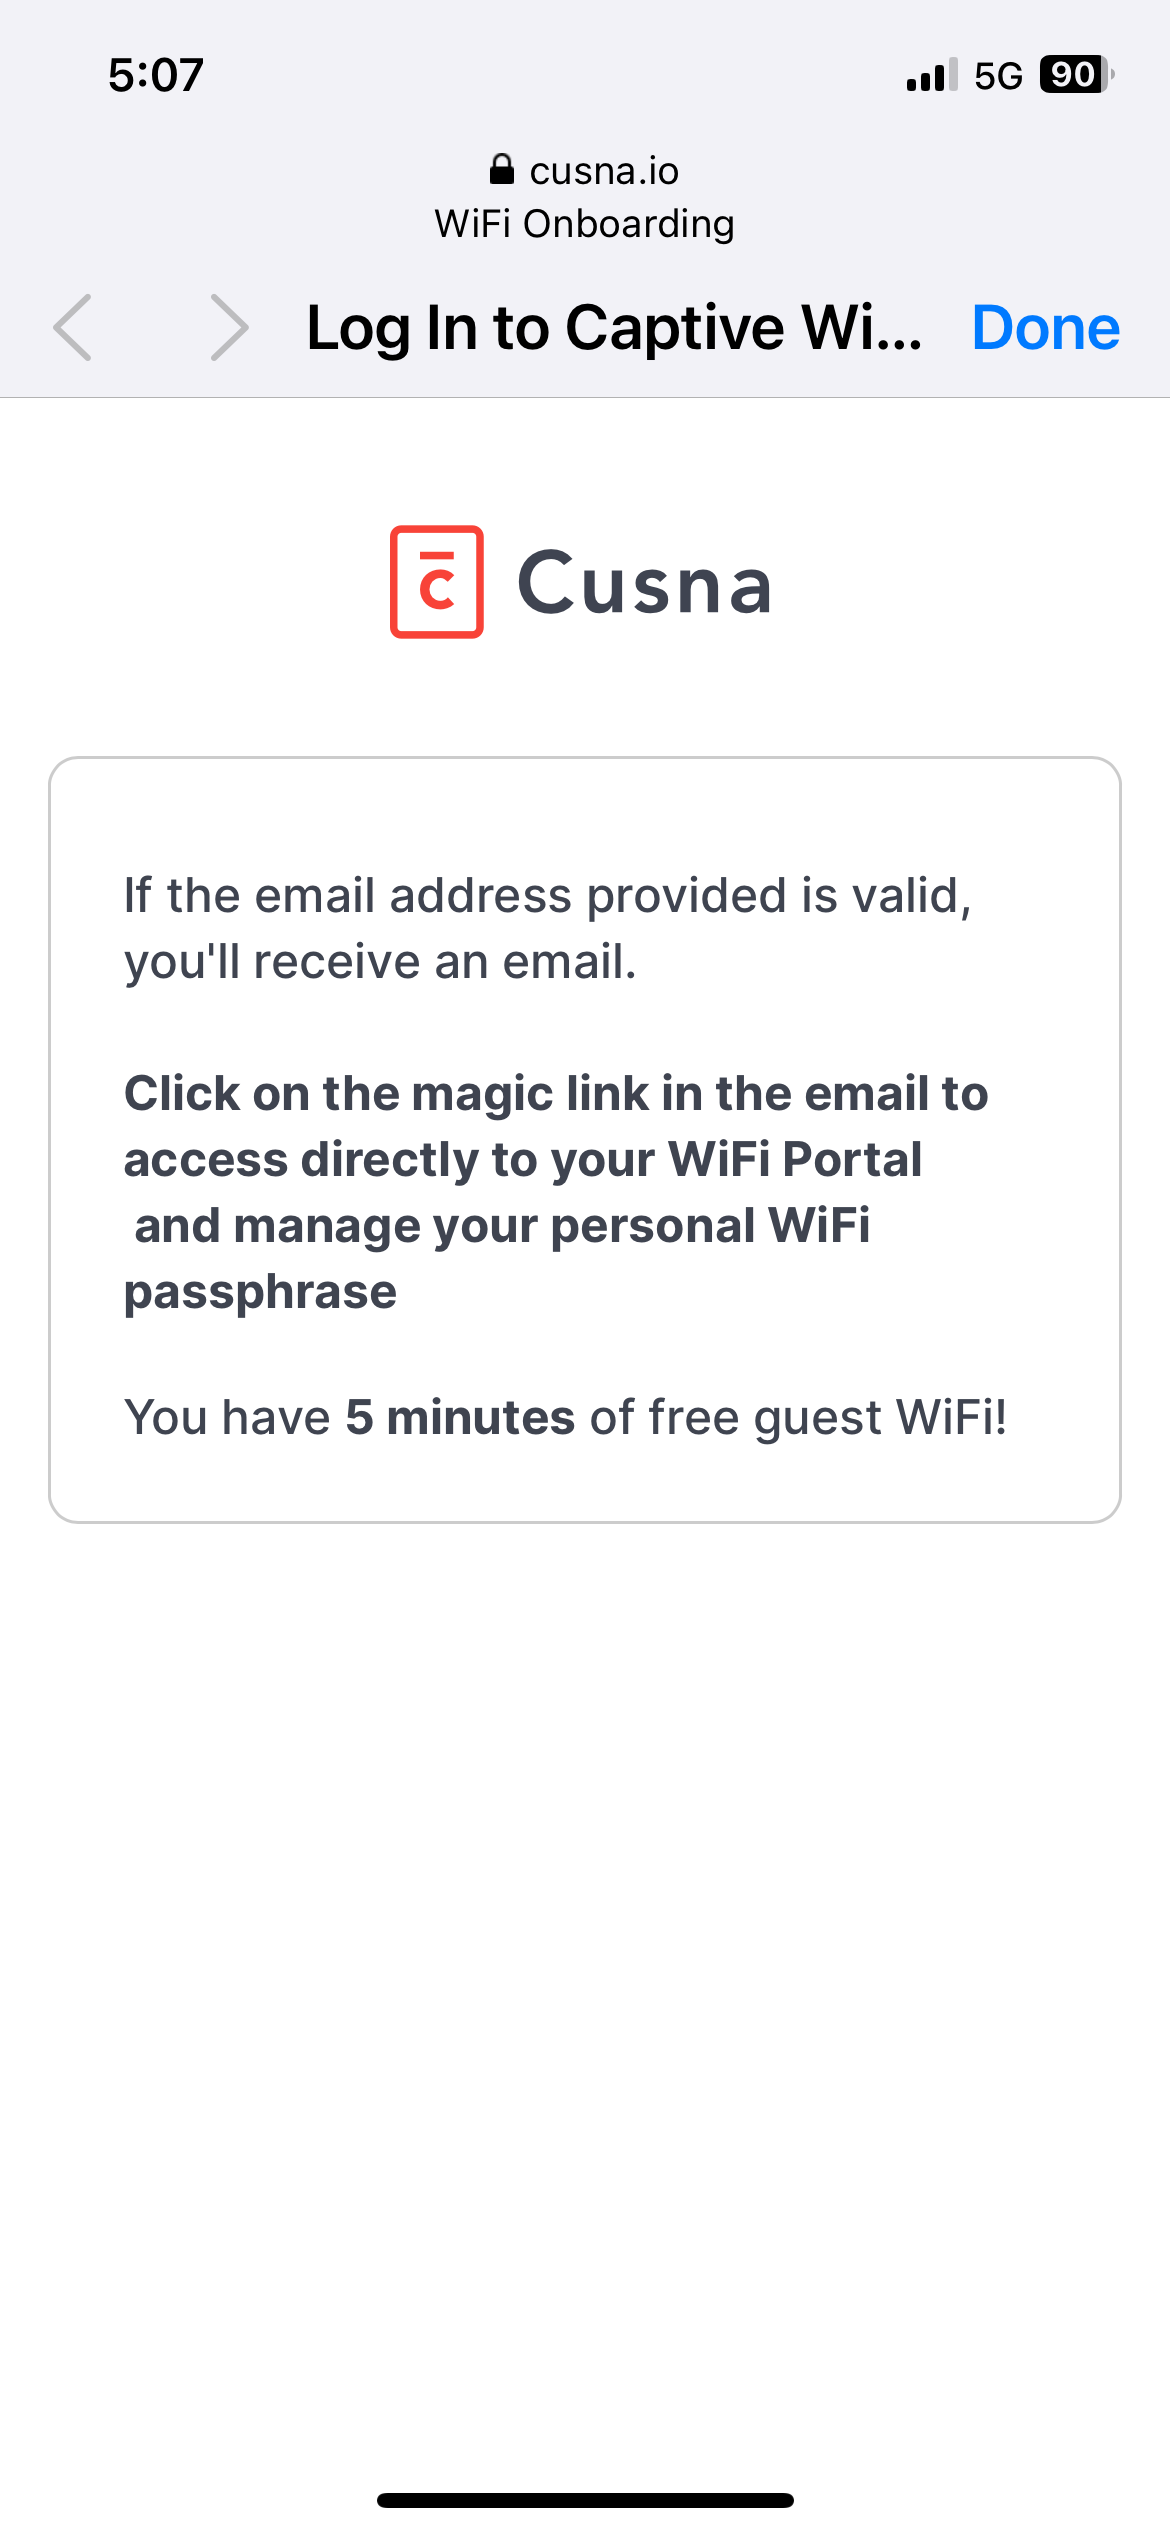 5:07
5G 90
cusna.io
WiFi Onboarding
Log In to Captive Wi...
Done
c
Cusna
If the email address provided is valid,
you'll receive an email.
Click on the magic link in the email to
access directly to your WiFi Portal
and manage your personal WiFi
passphrase
You have 5 minutes of free guest WiFi!